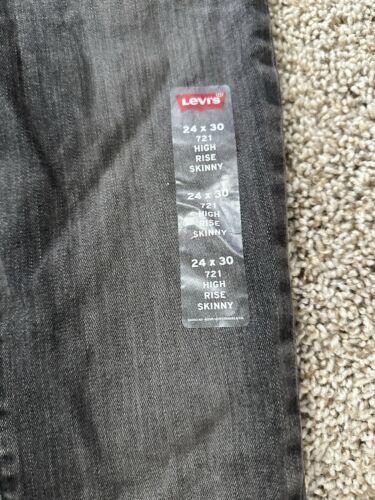 Levi's
24 x 30
721
HIGH
RISE
SKINNY
24 x 30
721
HIGH
RISE
SKINNY
24 x 30
721
HIGH
RISE
SKINNY